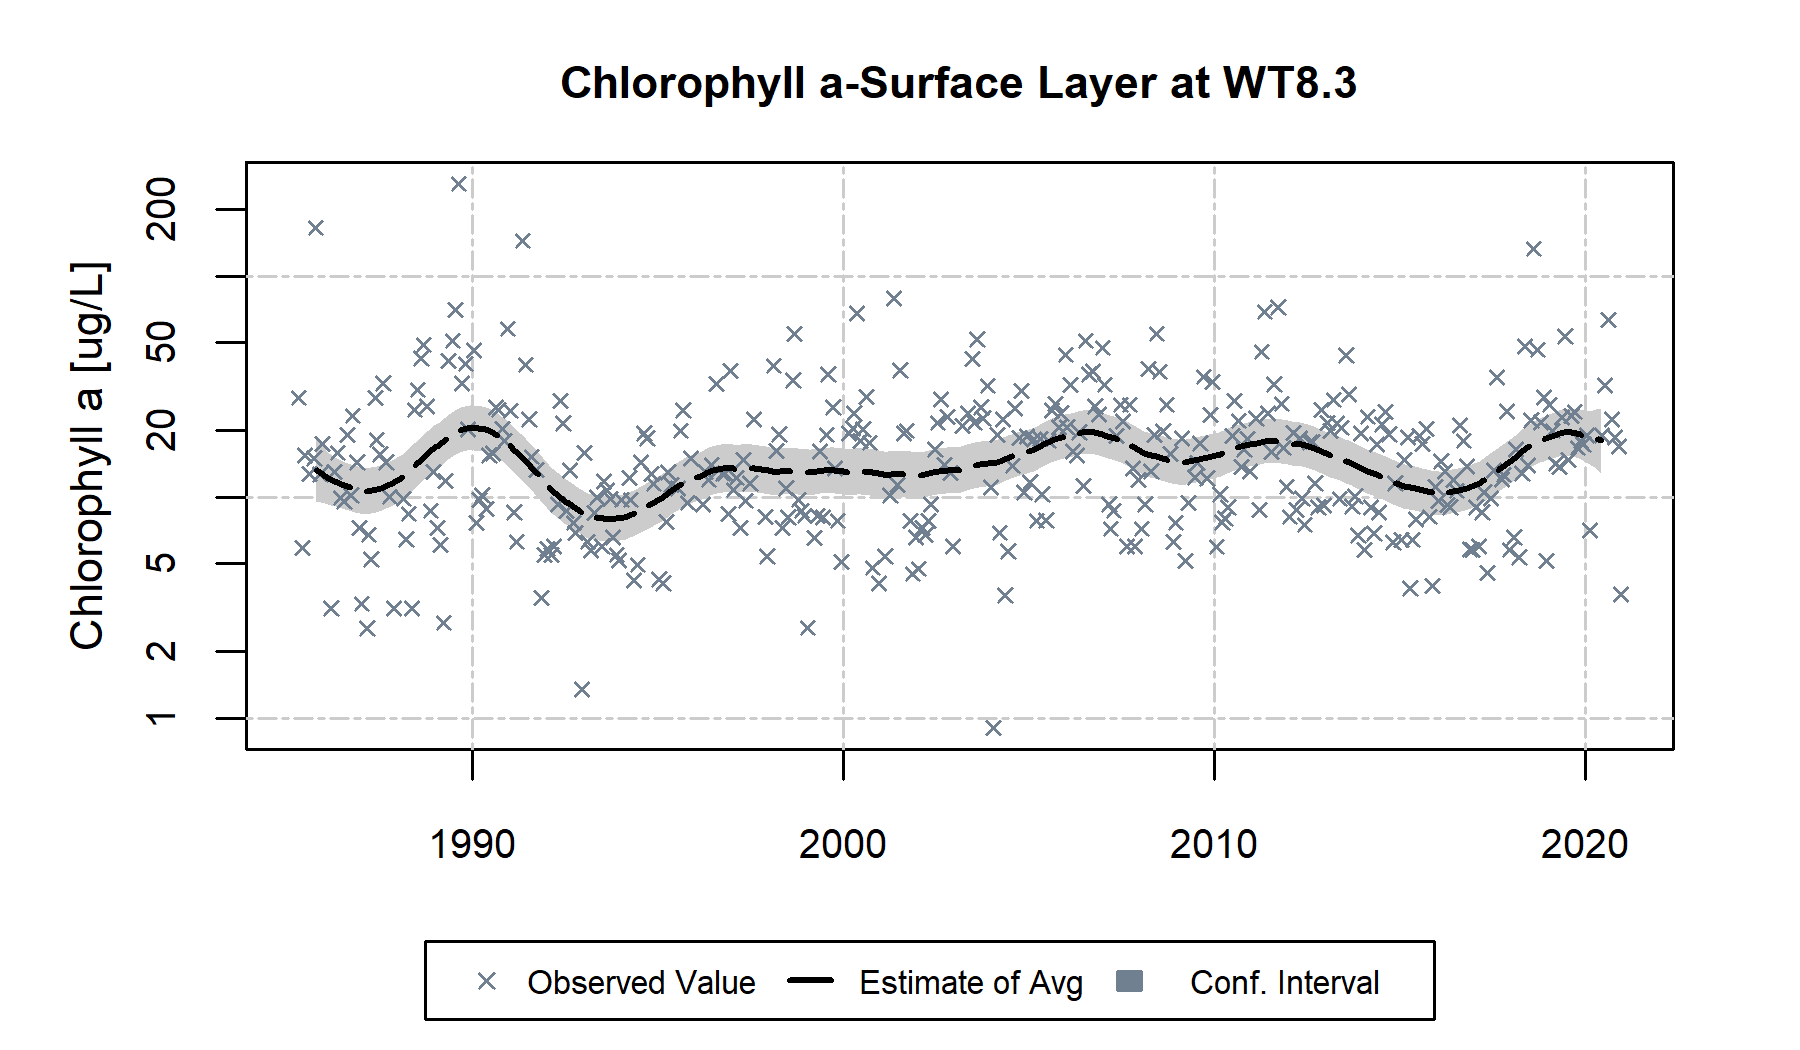 Chlorophyll a-Surface Layer at WT8.3
Chlorophyll a [ug/L]
200
50
20
5
2
1
1990 2000 2010 2020
Observed Value Estimate of Avg Conf. Interval